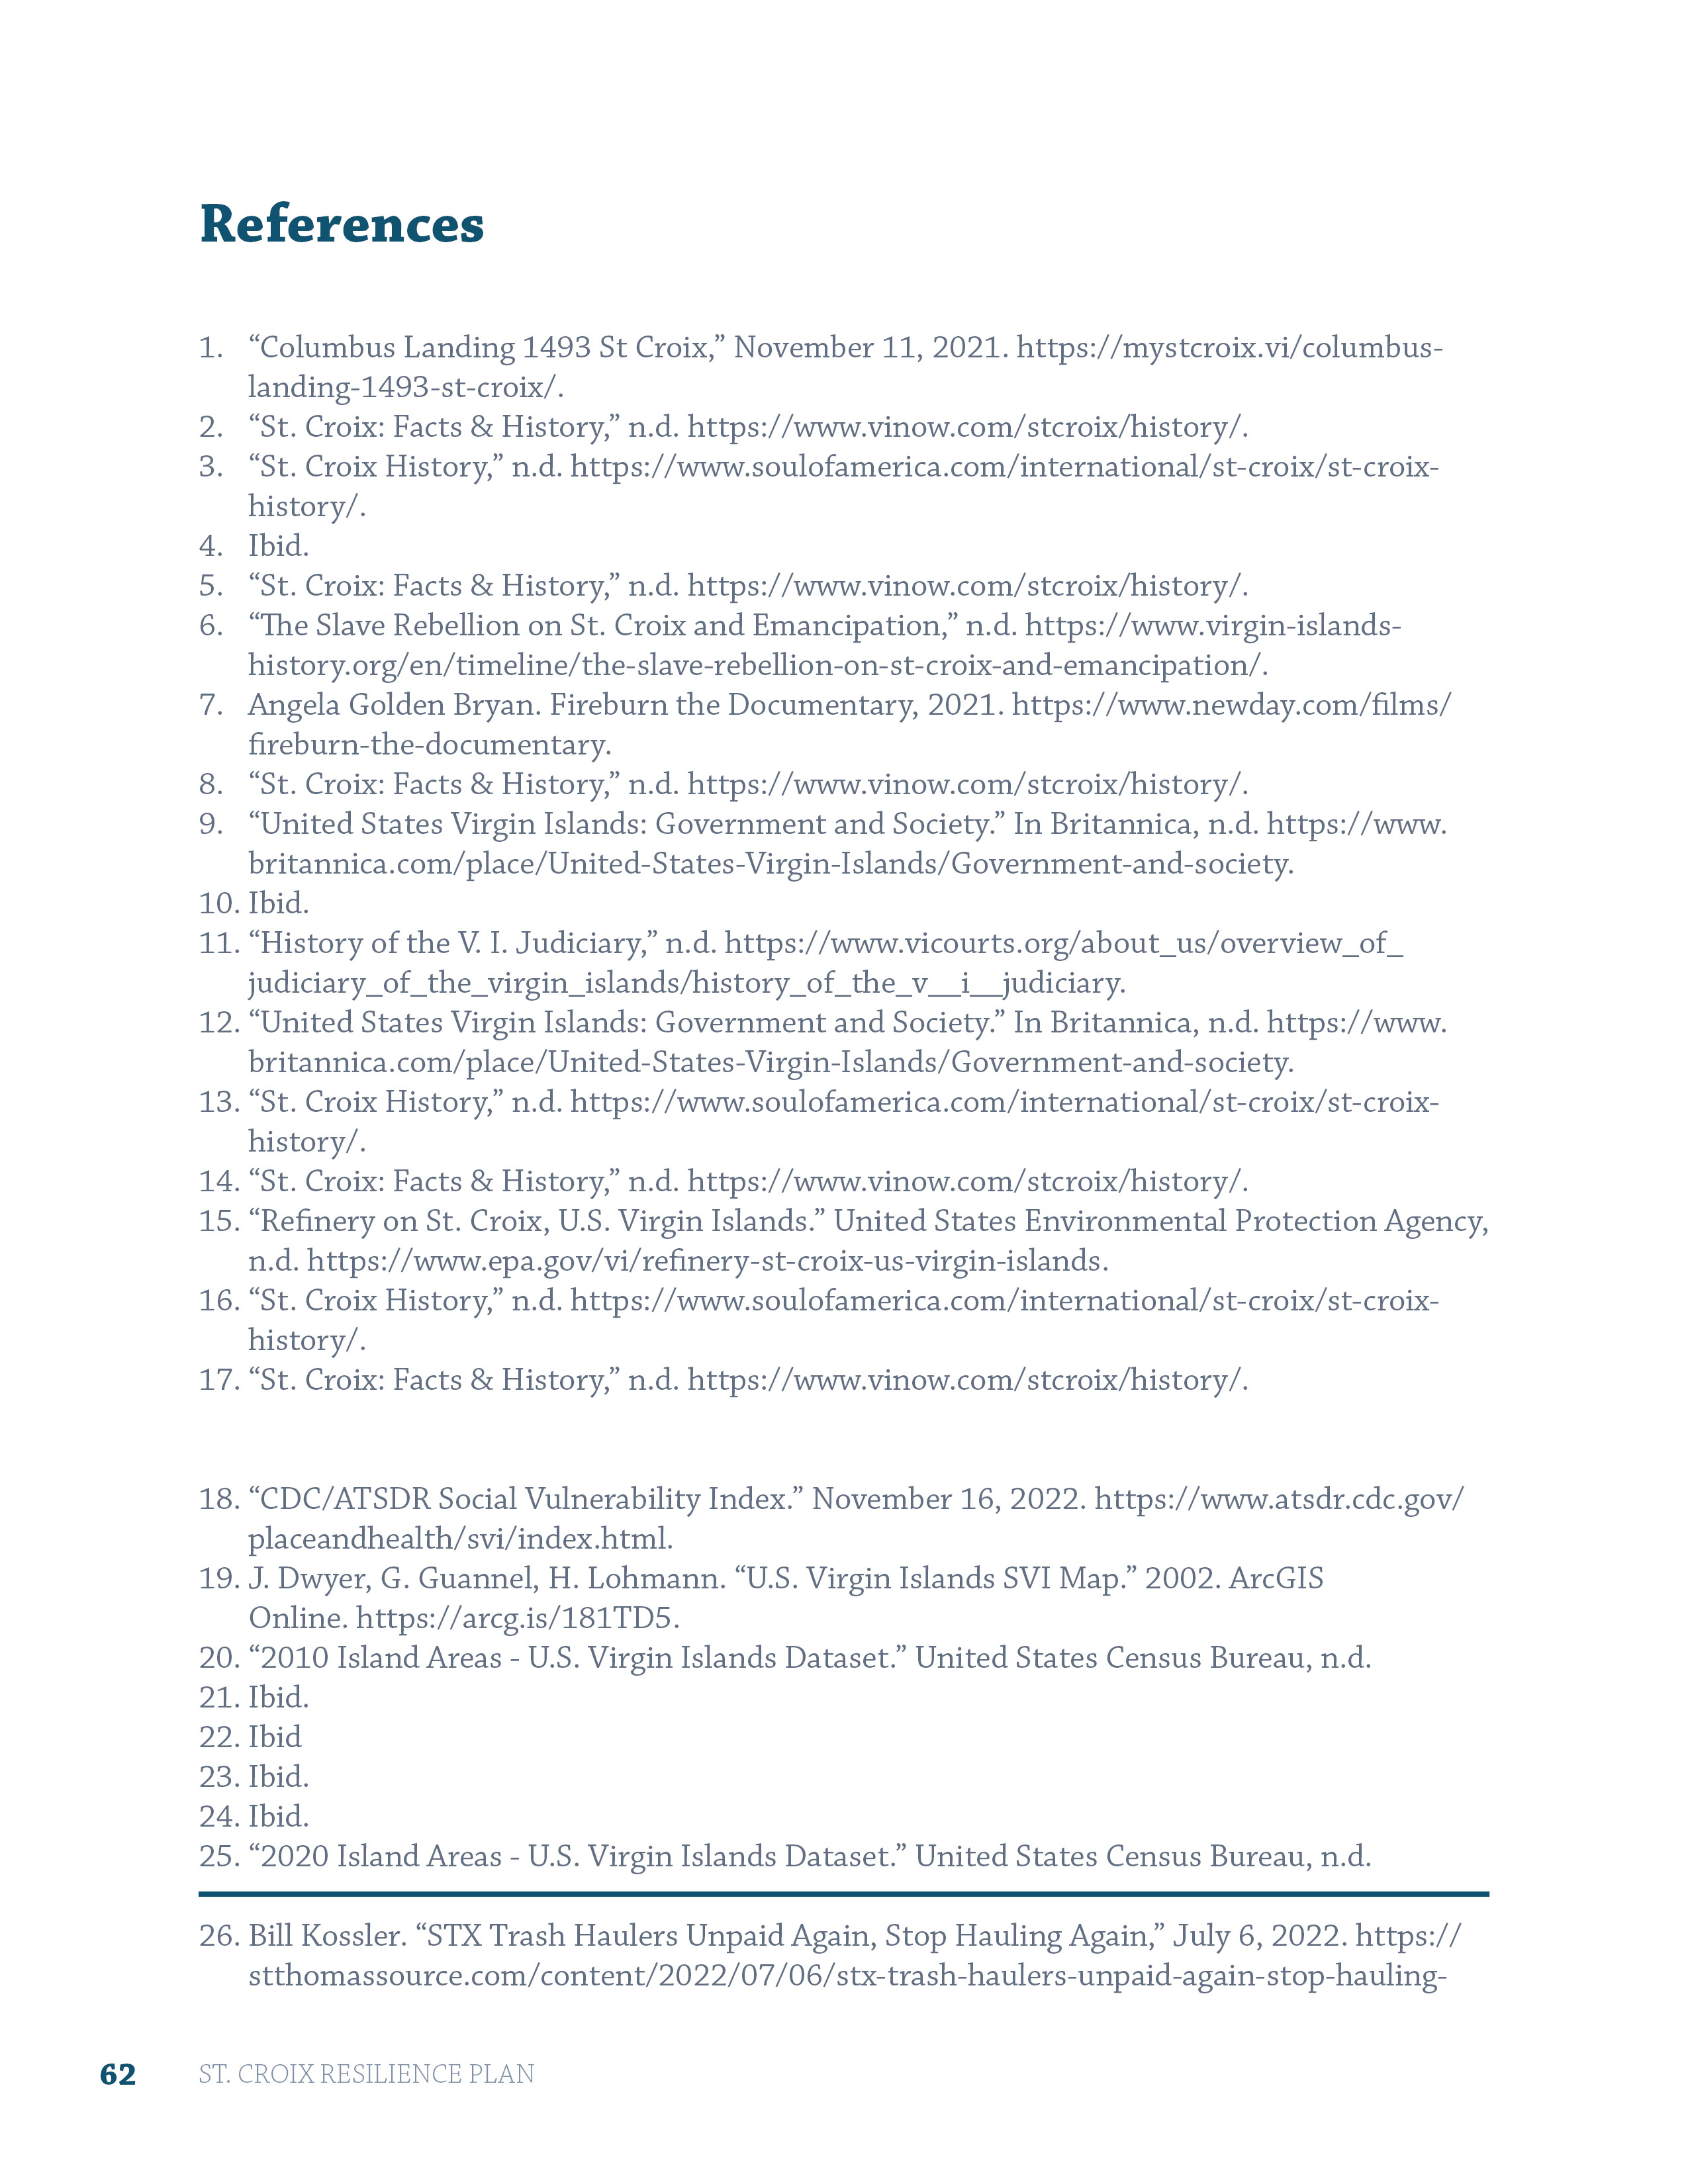 References
1. “Columbus Landing 1493 St Croix,” November 11, 2021. https://mystcroix.vi/columbus-
landing-1493-st-croix/.
2. “St. Croix: Facts & History,” n.d. https://www.vinow.com/stcroix/history/.
3. “St. Croix History,” n.d. https://www.soulofamerica.com/international/st-croix/st-croix-
history/.
4. Ibid.
5. “St. Croix: Facts & History,” n.d. https://www.vinow.com/stcroix/history/.
6. “The Slave Rebellion on St. Croix and Emancipation,” n.d. https://www.virgin-islands-
history.org/en/timeline/the-slave-rebellion-on-st-croix-and-emancipation/.
7. Angela Golden Bryan. Fireburn the Documentary, 2021. https://www.newday.com/films/
fireburn-the-documentary.
8. “St. Croix: Facts & History,” n.d. https://www.vinow.com/stcroix/history/.
9. “United States Virgin Islands: Government and Society.” In Britannica, n.d. https://www.
britannica.com/place/United-States-Virgin-Islands/Government-and-society.
10. Ibid.
11. “History of the V. I. Judiciary,” n.d. https://www.vicourts.org/about_us/overview_of_
judiciary_of_the_virgin_islands/history_of_the_v__i__judiciary.
12. “United States Virgin Islands: Government and Society.” In Britannica, n.d. https://www.
britannica.com/place/United-States-Virgin-Islands/Government-and-society.
13. “St. Croix History,” n.d. https://www.soulofamerica.com/international/st-croix/st-croix-
history/.
14. “St. Croix: Facts & History,” n.d. https://www.vinow.com/stcroix/history/.
15. “Refinery on St. Croix, U.S. Virgin Islands.” United States Environmental Protection Agency,
n.d. https://www.epa.gov/vi/refinery-st-croix-us-virgin-islands.
16. “St. Croix History,” n.d. https://www.soulofamerica.com/international/st-croix/st-croix-
history/.
17. “St. Croix: Facts & History,” n.d. https://www.vinow.com/stcroix/history/.
18. “CDC/ATSDR Social Vulnerability Index.” November 16, 2022. https://www.atsdr.cdc.gov/
placeandhealth/svi/index.html.
19. J. Dwyer, G. Guannel, H. Lohmann. “U.S. Virgin Islands SVI Map.” 2002. ArcGIS
Online. https://arcg.is/181TD5.
20. “2010 Island Areas - U.S. Virgin Islands Dataset.” United States Census Bureau, n.d.
21. Ibid.
22. Ibid
23. Ibid.
24. Ibid.
25. “2020 Island Areas - U.S. Virgin Islands Dataset.” United States Census Bureau, n.d.
26. Bill Kossler. “STX Trash Haulers Unpaid Again, Stop Hauling Again,” July 6, 2022. https://
stthomassource.com/content/2022/07/06/stx-trash-haulers-unpaid-again-stop-hauling-
62 ST. CROIX RESILIENCE PLAN